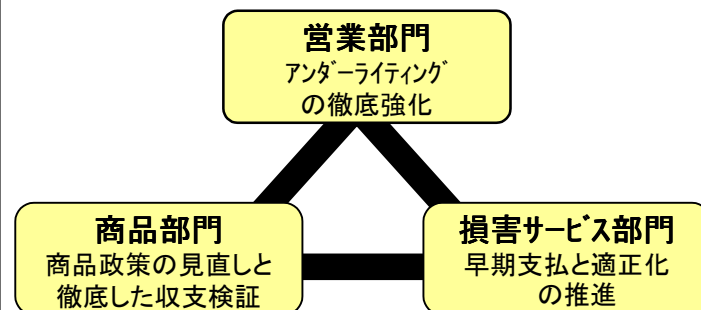 営業部門
ｱﾝﾀﾞｰﾗｲﾃｨﾝｸﾞ
の徹底強化
商品部門
商品政策の見直しと
徹底した収支検証
損害ｻｰﾋﾞｽ部門
早期支払と適正化
の推進